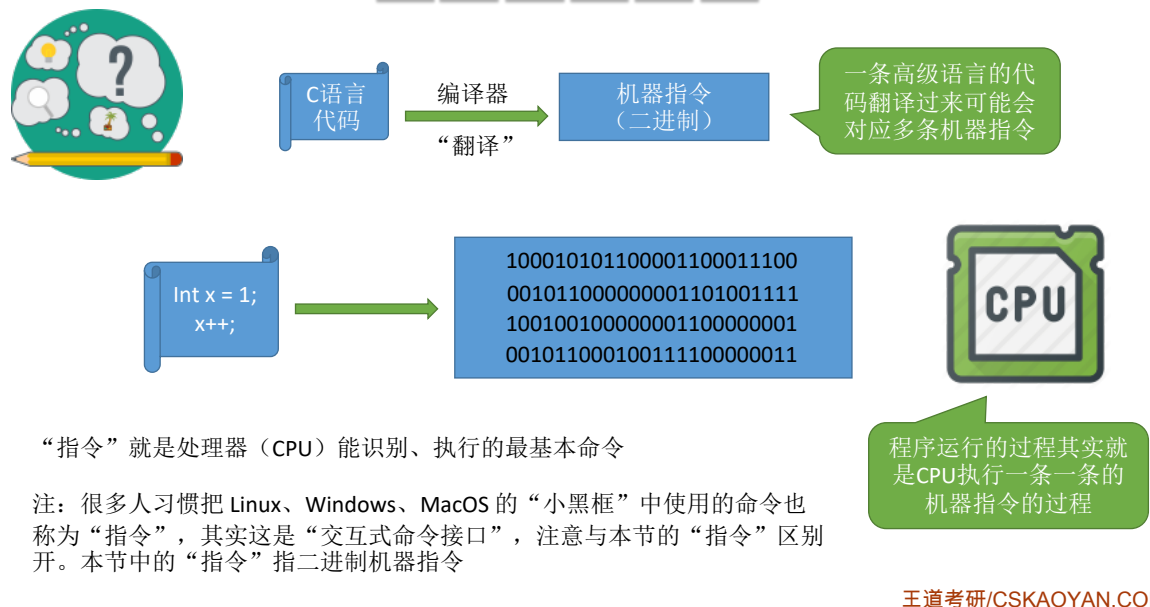 ?
C语言
代码
编译器
“翻译”
机器指令
（二进制）
一条高级语言的代
码翻译过来可能会
对应多条机器指令
Int x = 1;
x++;
100010101100001100011100
001011000000001101001111
100100100000001100000001
001011000100111100000011
CPU
“指令”就是处理器（CPU）能识别、执行的最基本命令
程序运行的过程其实就
是CPU执行一条一条的
机器指令的过程
注：很多人习惯把 Linux、Windows、MacOS 的“小黑框”中使用的命令也
称为“指令”，其实这是“交互式命令接口”，注意与本节的“指令”区别
开。本节中的“指令”指二进制机器指令
王道考研/CSKAOYAN.CO